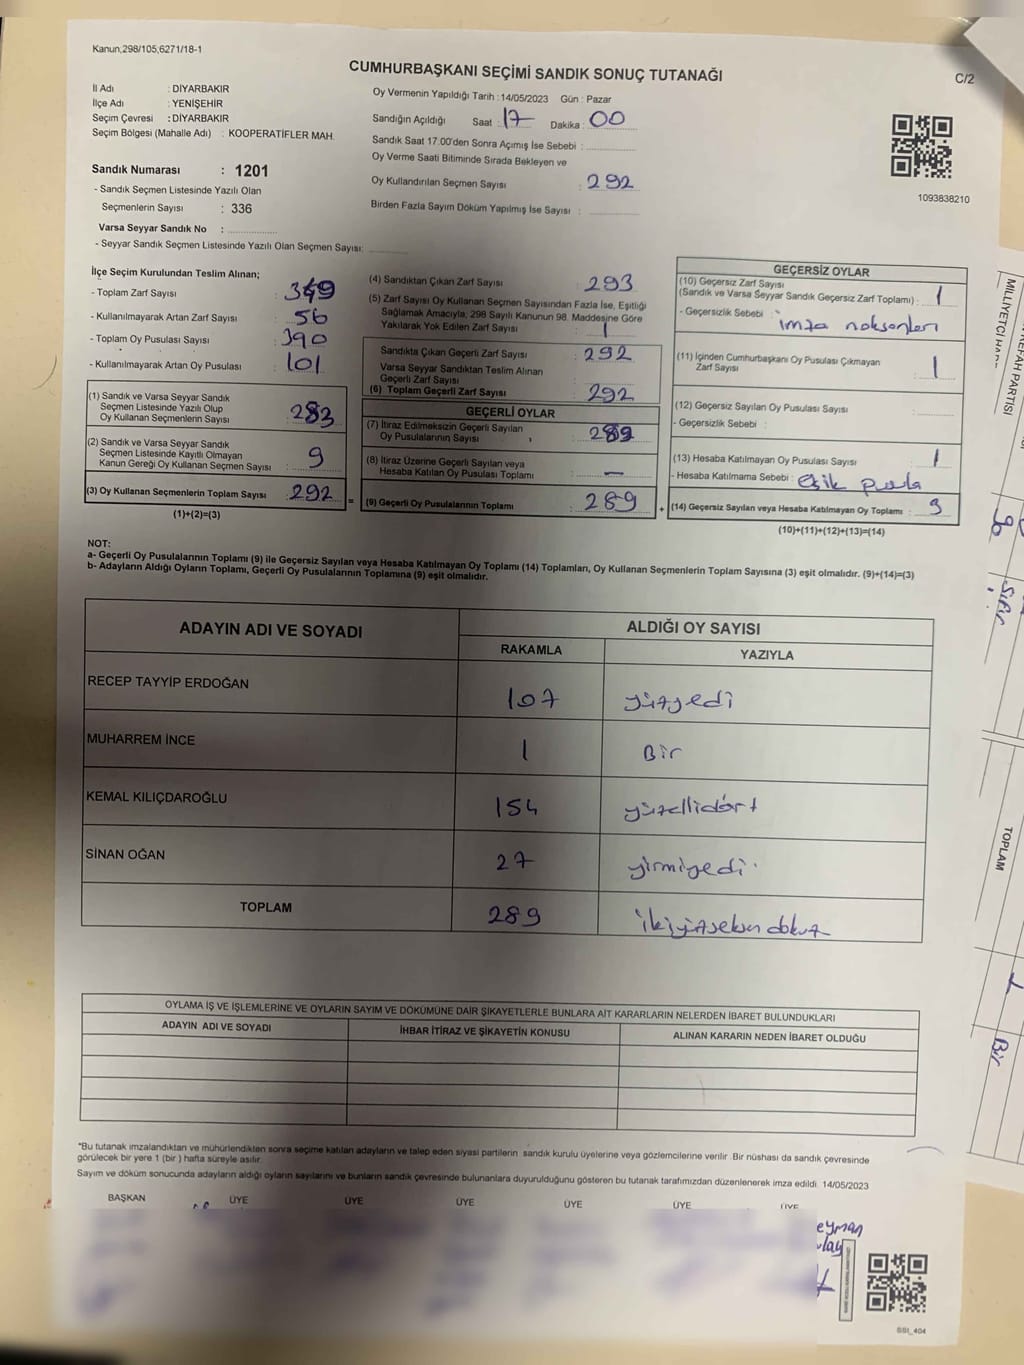 Kanun,298/105,6271/18-1
CUMHURBAŞKANI SEÇİMİ SANDIK SONUÇ TUTANAĞI
C/2
İl Adı : DİYARBAKIR
İlçe Adı : YENİŞEHİR
Seçim Çevresi : DİYARBAKIR
Seçim Bölgesi (Mahalle Adı) : KOOPERATİFLER MAH.
Oy Vermenin Yapıldığı Tarih : 14/05/2023 Gün : Pazar
Sandığın Açıldığı Saat : 17 Dakika : 00
Sandık Saat 17.00'den Sonra Açımış İse Sebebi :
Oy Verme Saati Bitiminde Sırada Bekleyen ve
Oy Kullandırılan Seçmen Sayısı : 292
Birden Fazla Sayım Döküm Yapılmış İse Sayısı :
1093838210
Sandık Numarası : 1201
- Sandık Seçmen Listesinde Yazılı Olan
Seçmenlerin Sayısı : 336
Varsa Seyyar Sandık No :
- Seyyar Sandık Seçmen Listesinde Yazılı Olan Seçmen Sayısı:
İlçe Seçim Kurulundan Teslim Alınan;
- Toplam Zarf Sayısı : 349
- Kullanılmayarak Artan Zarf Sayısı : 56
- Toplam Oy Pusulası Sayısı : 390
- Kullanılmayarak Artan Oy Pusulası : 101
(1) Sandık ve Varsa Seyyar Sandık
Seçmen Listesinde Yazılı Olup
Oy Kullanan Seçmenlerin Sayısı : 283
(2) Sandık ve Varsa Seyyar Sandık
Seçmen Listesinde Kayıtlı Olmayan
Kanun Gereği Oy Kullanan Seçmen Sayısı : 9
(3) Oy Kullanan Seçmenlerin Toplam Sayısı : 292
(1)+(2)=(3)
=
(4) Sandıktan Çıkan Zarf Sayısı : 293
(5) Zarf Sayısı Oy Kullanan Seçmen Sayısından Fazla İse, Eşitliği
Sağlamak Amacıyla; 298 Sayılı Kanunun 98. Maddesine Göre
Yakılarak Yok Edilen Zarf Sayısı : 1
Sandıkta Çıkan Geçerli Zarf Sayısı : 292
Varsa Seyyar Sandıktan Teslim Alınan
Geçerli Zarf Sayısı :
(6) Toplam Geçerli Zarf Sayısı : 292
GEÇERLİ OYLAR
(7) İtiraz Edilmeksizin Geçerli Sayılan
Oy Pusulalarının Sayısı : 289
(8) İtiraz Üzerine Geçerli Sayılan veya
Hesaba Katılan Oy Pusulası Toplamı : —
(9) Geçerli Oy Pusulalarının Toplamı : 289
+
GEÇERSİZ OYLAR
(10) Geçersiz Zarf Sayısı
(Sandık ve Varsa Seyyar Sandık Geçersiz Zarf Toplamı) : 1
- Geçersizlik Sebebi : imza noksanları
(11) İçinden Cumhurbaşkanı Oy Pusulası Çıkmayan
Zarf Sayısı : 1
(12) Geçersiz Sayılan Oy Pusulası Sayısı :
- Geçersizlik Sebebi :
(13) Hesaba Katılmayan Oy Pusulası Sayısı : 1
- Hesaba Katılmama Sebebi :
(14) Geçersiz Sayılan veya Hesaba Katılmayan Oy Toplamı : 3
(10)+(11)+(12)+(13)=(14)
NOT:
a- Geçerli Oy Pusulalarının Toplamı (9) ile Geçersiz Sayılan veya Hesaba Katılmayan Oy Toplamı (14) Toplamları, Oy Kullanan Seçmenlerin Toplam Sayısına (3) eşit olmalıdır. (9)+(14)=(3)
b- Adayların Aldığı Oyların Toplamı, Geçerli Oy Pusulalarının Toplamına (9) eşit olmalıdır.
ADAYIN ADI VE SOYADI
ALDIĞI OY SAYISI
RAKAMLA YAZIYLA
RECEP TAYYİP ERDOĞAN 107 yüzyedi
MUHARREM İNCE 1 Bir
KEMAL KILIÇDAROĞLU 154 yüzellidört
SİNAN OĞAN 27 yirmiyedi
TOPLAM 289 ikiyüzseksen dokuz
OYLAMA İŞ VE İŞLEMLERİNE VE OYLARIN SAYIM VE DÖKÜMÜNE DAİR ŞİKAYETLERLE BUNLARA AİT KARARLARIN NELERDEN İBARET BULUNDUKLARI
ADAYIN ADI VE SOYADI İHBAR İTİRAZ VE ŞİKAYETİN KONUSU ALINAN KARARIN NEDEN İBARET OLDUĞU
*Bu tutanak imzalandıktan ve mühürlendikten sonra seçime katılan adayların ve talep eden siyasi partilerin sandık kurulu üyelerine veya gözlemcilerine verilir .Bir nüshası da sandık çevresinde
görülecek bir yere 1 (bir ) hafta süreyle asılır.
Sayım ve döküm sonucunda adayların aldığı oyların sayılarını ve bunların sandık çevresinde bulunanlara duyurulduğunu gösteren bu tutanak tarafımızdan düzenlenerek imza edildi. 14/05/2023
BAŞKAN ÜYE ÜYE ÜYE ÜYE ÜYE ÜYE
eyman
SSI_404
REFAH PARTİSİ
90
Sıfır
TOPLAM
1
Bir